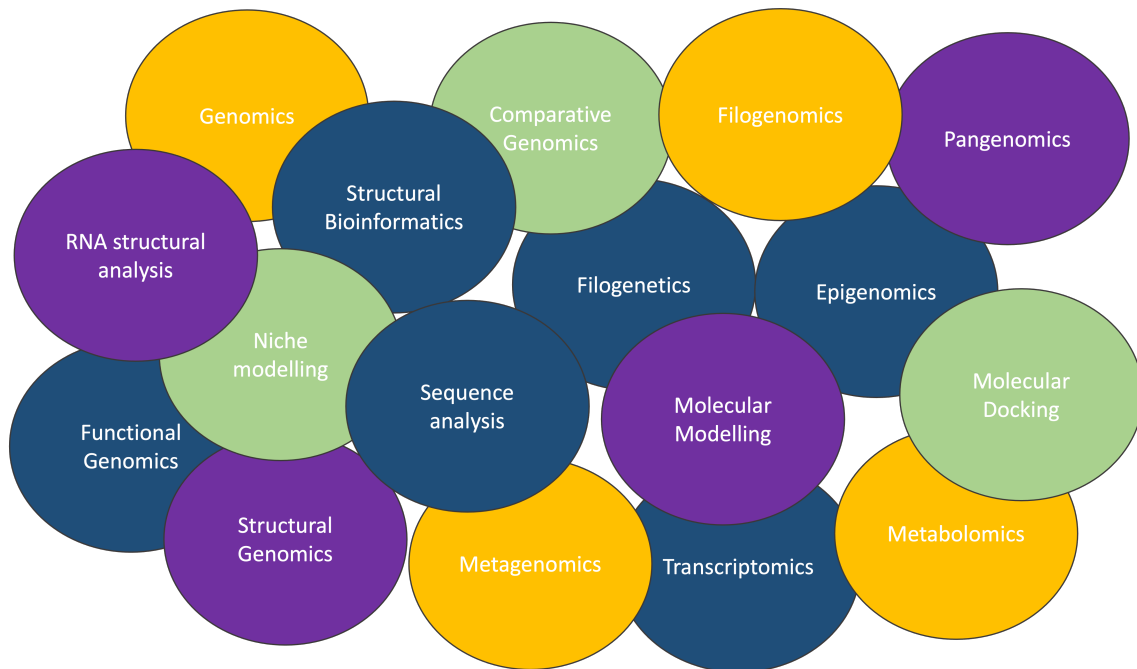 Genomics
Comparative
Genomics
Filogenomics
Pangenomics
Structural
Bioinformatics
RNA structural
analysis
Filogenetics
Epigenomics
Niche
modelling
Sequence
analysis
Molecular
Modelling
Molecular
Docking
Functional
Genomics
Structural
Genomics
Metagenomics
Transcriptomics
Metabolomics